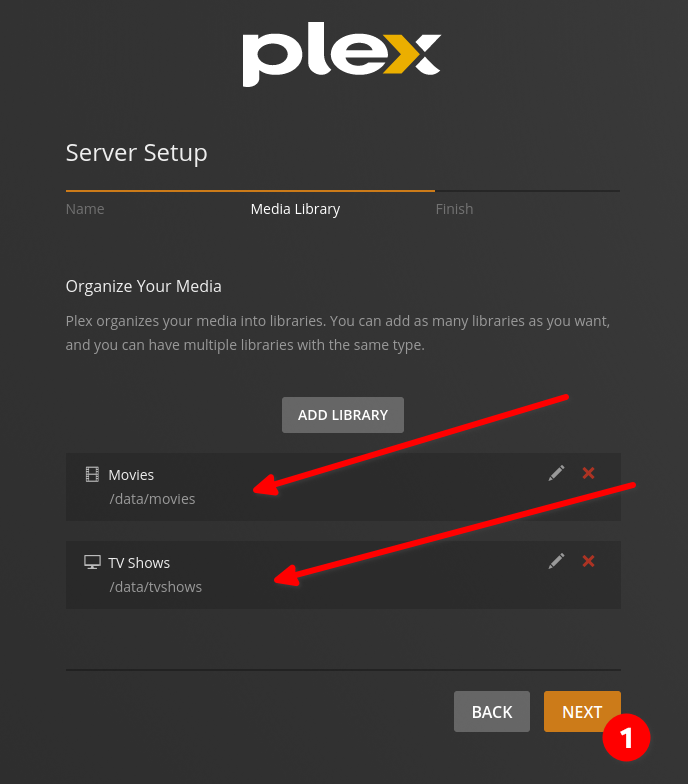 plex
Server Setup
Name
Media Library
Finish
Organize Your Media
Plex organizes your media into libraries. You can add as many libraries as you want,
and you can have multiple libraries with the same type.
ADD LIBRARY
Movies
/data/movies
TV Shows
/data/tvshows
BACK
NEXT
1